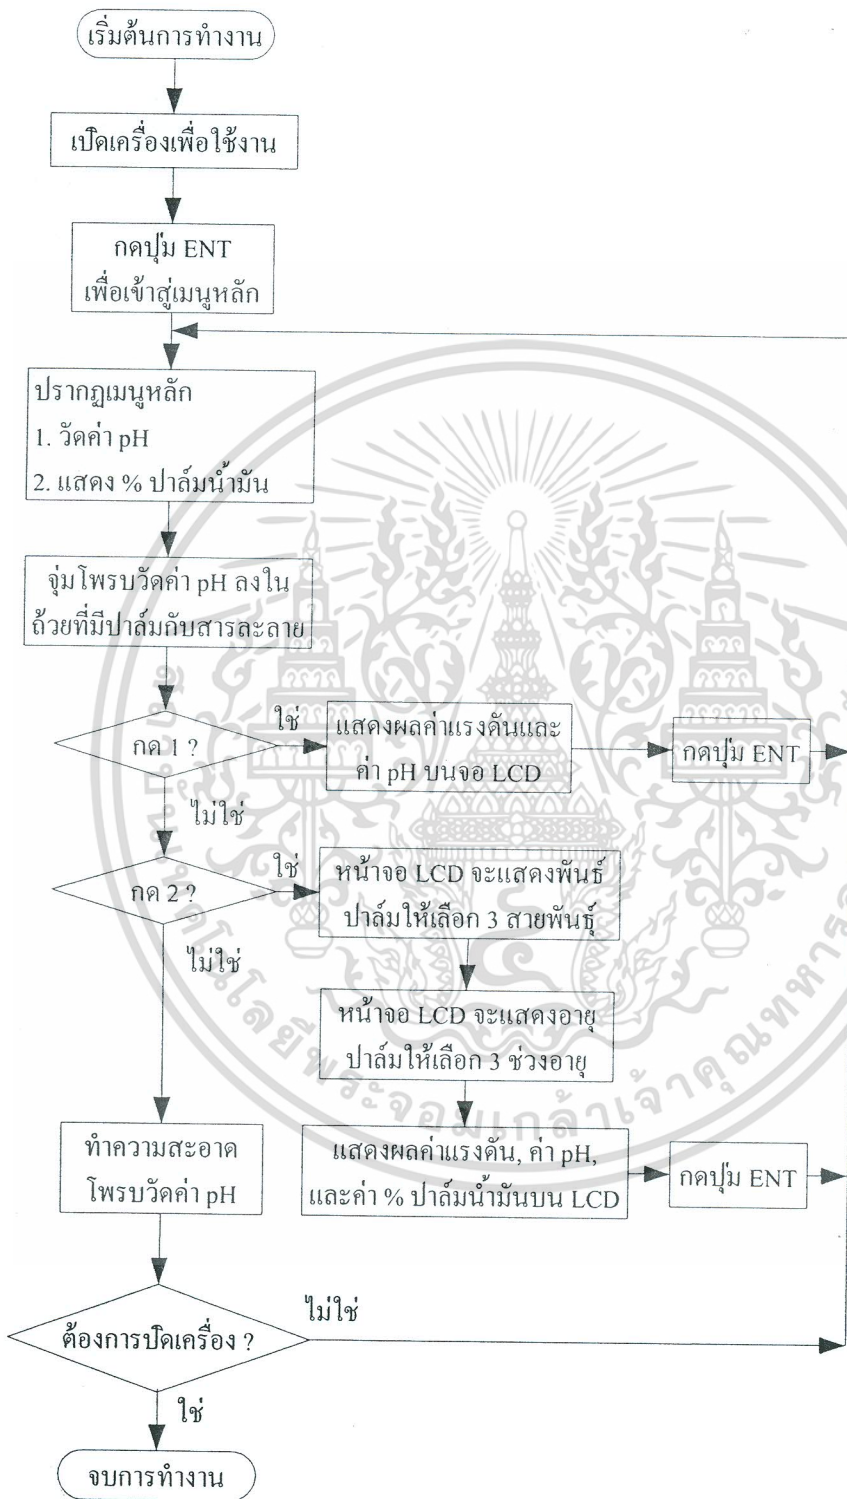 เริ่มต้นการทำงาน
เปิดเครื่องเพื่อใช้งาน
กดปุ่ม ENT
เพื่อเข้าสู่เมนูหลัก
ปรากฏเมนูหลัก
1. วัดค่า pH
2. แสดง % ปาล์มน้ำมัน
จุ่มโพรบวัดค่า pH ลงใน
ถ้วยที่มีปาล์มกับสารละลาย
กด 1 ?
ใช่
แสดงผลค่าแรงดันและ
ค่า pH บนจอ LCD
กดปุ่ม ENT
ไม่ใช่
กด 2 ?
ใช่
หน้าจอ LCD จะแสดงพันธุ์
ปาล์มให้เลือก 3 สายพันธุ์
ไม่ใช่
หน้าจอ LCD จะแสดงอายุ
ปาล์มให้เลือก 3 ช่วงอายุ
ทำความสะอาด
โพรบวัดค่า pH
แสดงผลค่าแรงดัน, ค่า pH,
และค่า % ปาล์มน้ำมันบน LCD
กดปุ่ม ENT
ต้องการปิดเครื่อง ?
ไม่ใช่
ใช่
จบการทำงาน